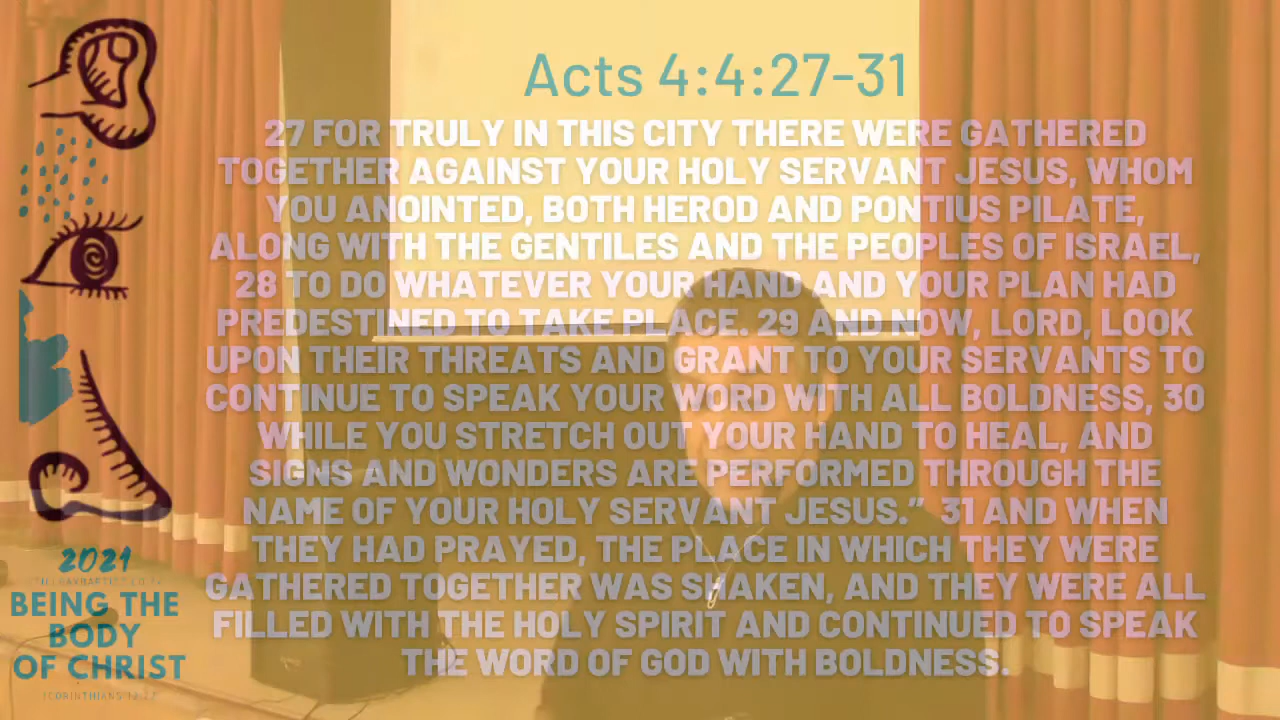 Acts 4:4:27-31
27 FOR TRULY IN THIS CITY THERE WERE GATHERED
TOGETHER AGAINST YOUR HOLY SERVANT JESUS, WHOM
YOU ANOINTED, BOTH HEROD AND PONTIUS PILATE,
ALONG WITH THE GENTILES AND THE PEOPLES OF ISRAEL,
28 TO DO WHATEVER YOUR HAND AND YOUR PLAN HAD
PREDESTINED TO TAKE PLACE. 29 AND NOW, LORD, LOOK
UPON THEIR THREATS AND GRANT TO YOUR SERVANTS TO
CONTINUE TO SPEAK YOUR WORD WITH ALL BOLDNESS, 30
WHILE YOU STRETCH OUT YOUR HAND TO HEAL, AND
SIGNS AND WONDERS ARE PERFORMED THROUGH THE
NAME OF YOUR HOLY SERVANT JESUS.” 31 AND WHEN
THEY HAD PRAYED, THE PLACE IN WHICH THEY WERE
GATHERED TOGETHER WAS SHAKEN, AND THEY WERE ALL
FILLED WITH THE HOLY SPIRIT AND CONTINUED TO SPEAK
THE WORD OF GOD WITH BOLDNESS.
2021
BEING THE
BODY
OF CHRIST
1CORINTHIANS 12:27